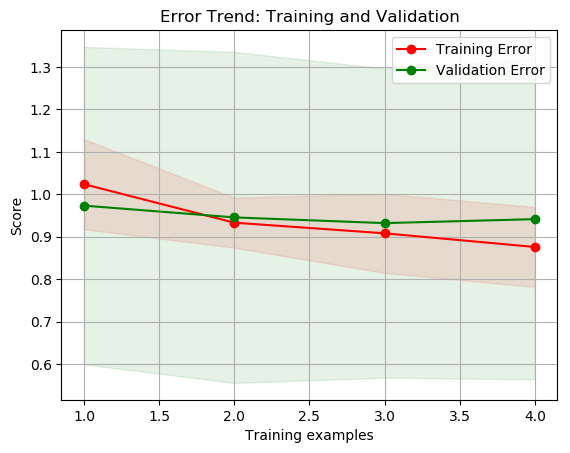 Error Trend: Training and Validation
Training Error
Validation Error
Score
1.3
1.2
1.1
1.0
0.9
0.8
0.7
0.6
1.0 1.5 2.0 2.5 3.0 3.5 4.0
Training examples